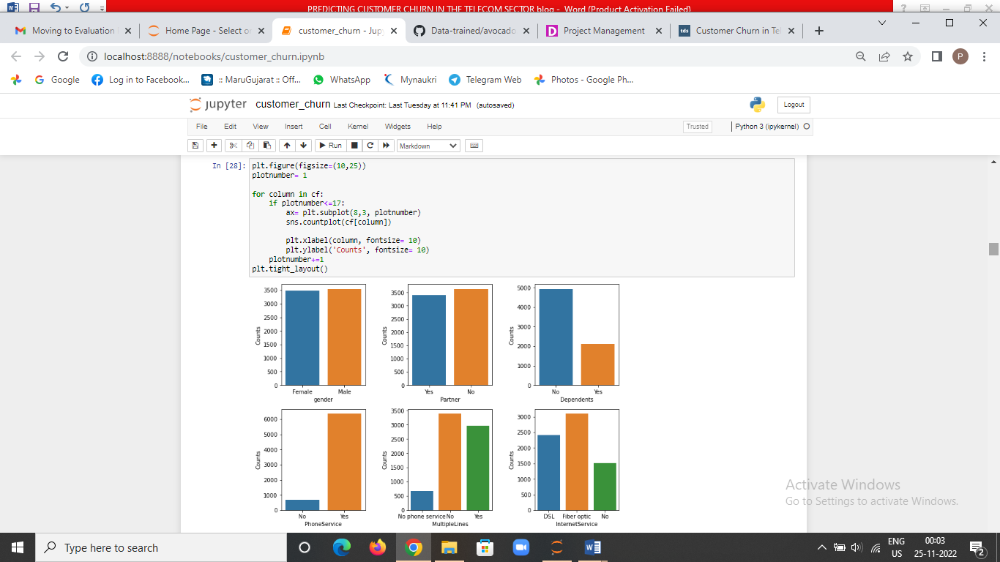 PREDICTING CUSTOMER CHURN IN THE TELECOM SECTOR blog - Word (Product Activation Failed)
Moving to Evaluation
Home Page - Select or
customer_churn - Jup
Data-trained/avocado
Project Management
tds Customer Churn in Tel
localhost:8888/notebooks/customer_churn.ipynb
P
Google
Log in to Facebook...
:: MaruGujarat :: Off...
WhatsApp
Mynaukri
Telegram Web
Photos - Google Ph...
jupyter customer_churn Last Checkpoint: Last Tuesday at 11:41 PM (autosaved)
Logout
File Edit View Insert Cell Kernel Widgets Help
Trusted
Python 3 (ipykernel)
Run
Markdown
In [28]:
plt.figure(figsize=(10,25))
plotnumber= 1
for column in cf:
if plotnumber<=17:
ax= plt.subplot(8,3, plotnumber)
sns.countplot(cf[column])
plt.xlabel(column, fontsize= 10)
plt.ylabel('Counts', fontsize= 10)
plotnumber+=1
plt.tight_layout()
3500
3000
2500
2000
1500
1000
500
0
Counts
Female Male
gender
3500
3000
2500
2000
1500
1000
500
0
Counts
Yes No
Partner
5000
4000
3000
2000
1000
0
Counts
No Yes
Dependents
6000
5000
4000
3000
2000
1000
0
Counts
No Yes
PhoneService
3500
3000
2500
2000
1500
1000
500
0
Counts
No phone service No Yes
MultipleLines
3000
2500
2000
1500
1000
500
0
Counts
DSL Fiber optic No
InternetService
Activate Windows
Go to Settings to activate Windows.
Type here to search
ENG
US
00:03
25-11-2022
2